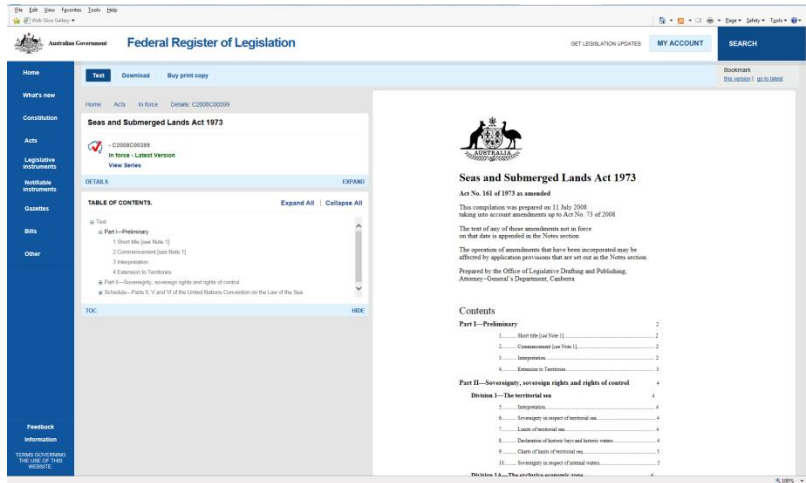 File Edit View Favorites Tools Help
Web Slice Gallery
Page Safety Tools
Australian Government
Federal Register of Legislation
GET LEGISLATION UPDATES
MY ACCOUNT
SEARCH
Home
What's new
Constitution
Acts
Legislative
instruments
Notifiable
instruments
Gazettes
Bills
Other
Feedback
Information
TERMS GOVERNING
THE USE OF THIS
WEBSITE.
Text Download Buy print copy
Bookmark
this version | go to latest
Home Acts In force Details: C2008C00399
Seas and Submerged Lands Act 1973
- C2008C00399
In force - Latest Version
View Series
DETAILS EXPAND
TABLE OF CONTENTS. Expand All | Collapse All
Text
Part I—Preliminary
1 Short title [see Note 1]
2 Commencement [see Note 1]
3 Interpretation
4 Extension to Territories
Part II—Sovereignty, sovereign rights and rights of control
Schedule—Parts II, V and VI of the United Nations Convention on the Law of the Sea
TOC HIDE
AUSTRALIA
Seas and Submerged Lands Act 1973
Act No. 161 of 1973 as amended
This compilation was prepared on 11 July 2008
taking into account amendments up to Act No. 73 of 2008
The text of any of those amendments not in force
on that date is appended in the Notes section
The operation of amendments that have been incorporated may be
affected by application provisions that are set out in the Notes section
Prepared by the Office of Legislative Drafting and Publishing,
Attorney-General's Department, Canberra
Contents
Part I—Preliminary 2
1 Short title [see Note 1] 2
2 Commencement [see Note 1] 2
3 Interpretation 2
4 Extension to Territories 3
Part II—Sovereignty, sovereign rights and rights of control 4
Division 1—The territorial sea 4
5 Interpretation 4
6 Sovereignty in respect of territorial sea 4
7 Limits of territorial sea 4
8 Declaration of historic bays and historic waters 4
9 Charts of limits of territorial sea 5
10 Sovereignty in respect of internal waters 5
Division 1A—The exclusive economic zone 6
100%